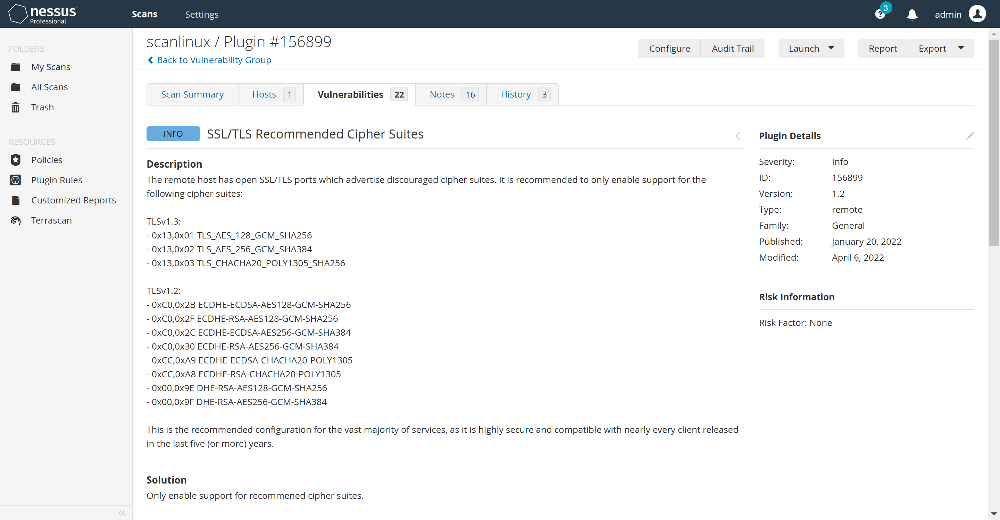 nessus
Professional
Scans
Settings
3
admin
FOLDERS
My Scans
All Scans
Trash
RESOURCES
Policies
Plugin Rules
Customized Reports
Terrascan
scanlinux / Plugin #156899
Back to Vulnerability Group
Configure
Audit Trail
Launch
Report
Export
Scan Summary
Hosts 1
Vulnerabilities 22
Notes 16
History 3
INFO
SSL/TLS Recommended Cipher Suites
Description
The remote host has open SSL/TLS ports which advertise discouraged cipher suites. It is recommended to only enable support for the
following cipher suites:
TLSv1.3:
- 0x13,0x01 TLS_AES_128_GCM_SHA256
- 0x13,0x02 TLS_AES_256_GCM_SHA384
- 0x13,0x03 TLS_CHACHA20_POLY1305_SHA256
TLSv1.2:
- 0xC0,0x2B ECDHE-ECDSA-AES128-GCM-SHA256
- 0xC0,0x2F ECDHE-RSA-AES128-GCM-SHA256
- 0xC0,0x2C ECDHE-ECDSA-AES256-GCM-SHA384
- 0xC0,0x30 ECDHE-RSA-AES256-GCM-SHA384
- 0xCC,0xA9 ECDHE-ECDSA-CHACHA20-POLY1305
- 0xCC,0xA8 ECDHE-RSA-CHACHA20-POLY1305
- 0x00,0x9E DHE-RSA-AES128-GCM-SHA256
- 0x00,0x9F DHE-RSA-AES256-GCM-SHA384
This is the recommended configuration for the vast majority of services, as it is highly secure and compatible with nearly every client released
in the last five (or more) years.
Solution
Only enable support for recommened cipher suites.
Plugin Details
Severity: Info
ID: 156899
Version: 1.2
Type: remote
Family: General
Published: January 20, 2022
Modified: April 6, 2022
Risk Information
Risk Factor: None